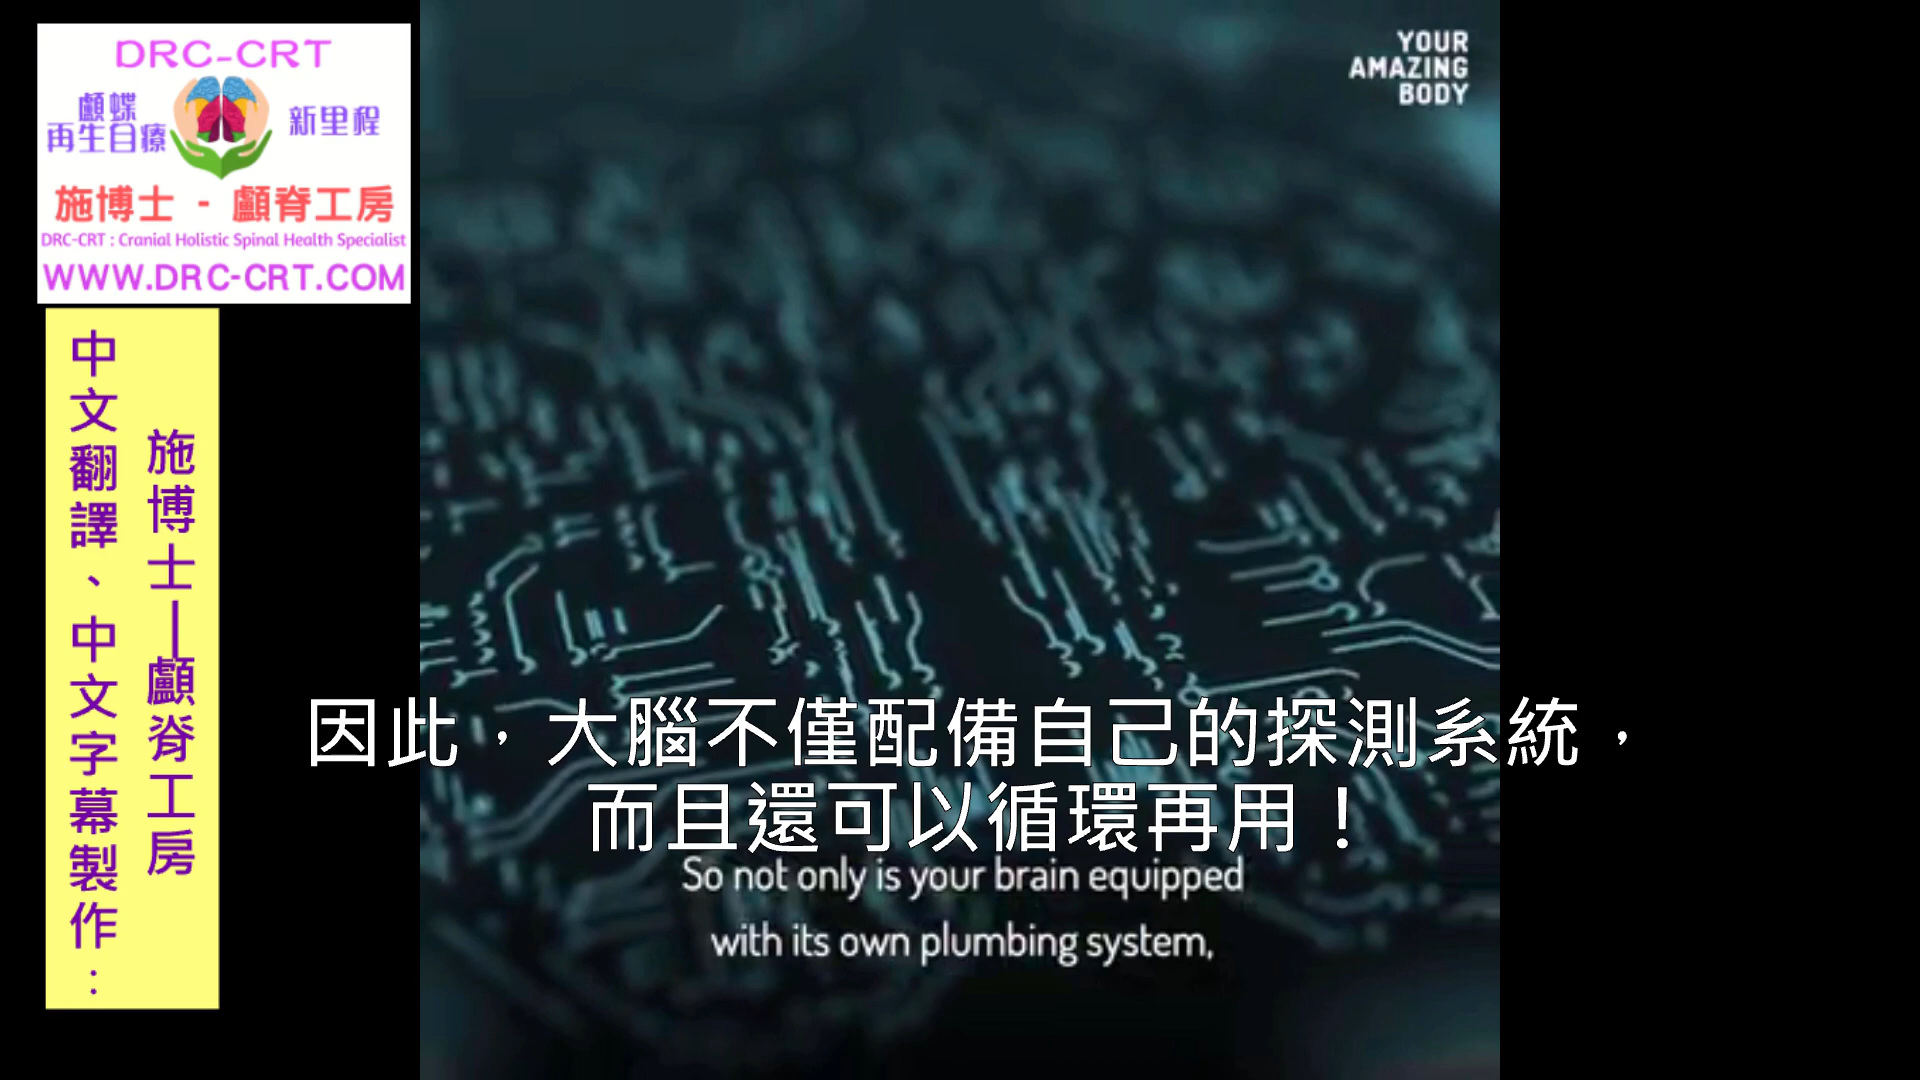 DRC-CRT
顱蝶
再生自療
新里程
施博士 - 顱脊工房
DRC-CRT : Cranial Holistic Spinal Health Specialist
WWW.DRC-CRT.COM
中文翻譯、中文字幕製作：
施博士—顱脊工房
YOUR
AMAZING
BODY
因此，大腦不僅配備自己的探測系統，
而且還可以循環再用！
So not only is your brain equipped
with its own plumbing system,